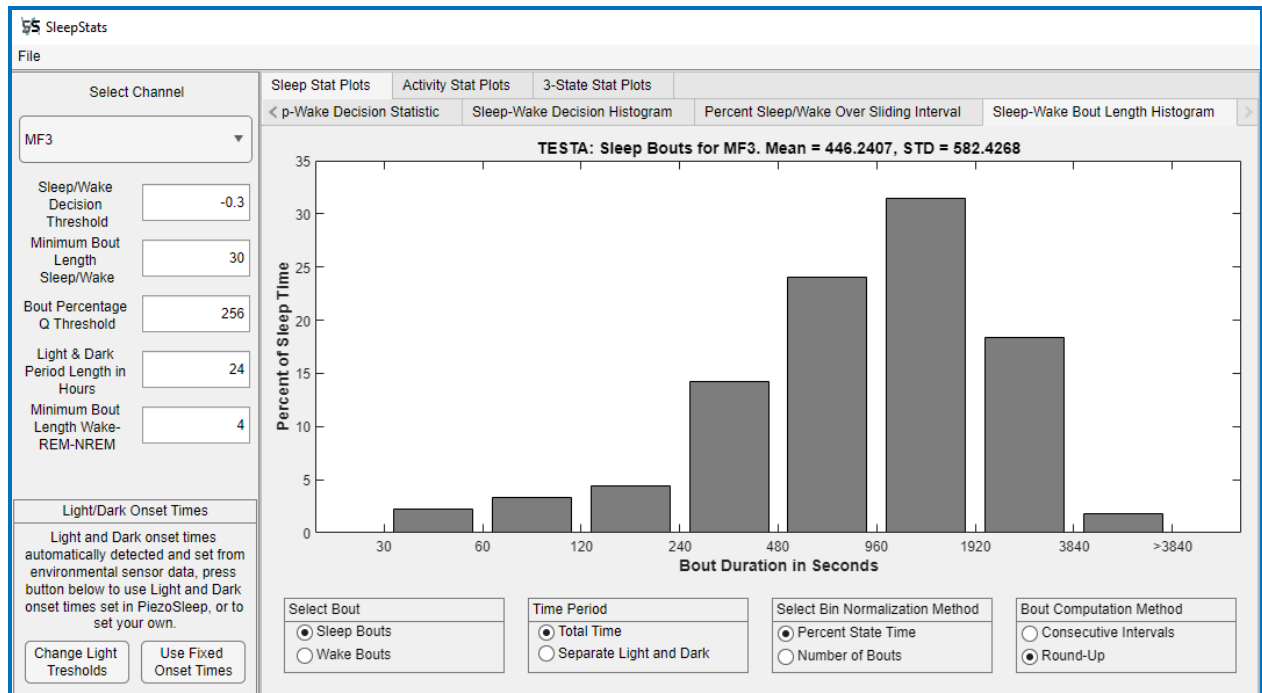 SleepStats
File
Select Channel
MF3
Sleep/Wake
Decision
Threshold
-0.3
Minimum Bout
Length
Sleep/Wake
30
Bout Percentage
Q Threshold
256
Light & Dark
Period Length in
Hours
24
Minimum Bout
Length Wake-
REM-NREM
4
Light/Dark Onset Times
Light and Dark onset times
automatically detected and set from
environmental sensor data, press
button below to use Light and Dark
onset times set in PiezoSleep, or to
set your own.
Change Light
Tresholds
Use Fixed
Onset Times
Sleep Stat Plots
Activity Stat Plots
3-State Stat Plots
p-Wake Decision Statistic
Sleep-Wake Decision Histogram
Percent Sleep/Wake Over Sliding Interval
Sleep-Wake Bout Length Histogram
TESTA: Sleep Bouts for MF3. Mean = 446.2407, STD = 582.4268
Percent of Sleep Time
35
30
25
20
15
10
5
0
30 60 120 240 480 960 1920 3840 >3840
Bout Duration in Seconds
Select Bout
Sleep Bouts
Wake Bouts
Time Period
Total Time
Separate Light and Dark
Select Bin Normalization Method
Percent State Time
Number of Bouts
Bout Computation Method
Consecutive Intervals
Round-Up